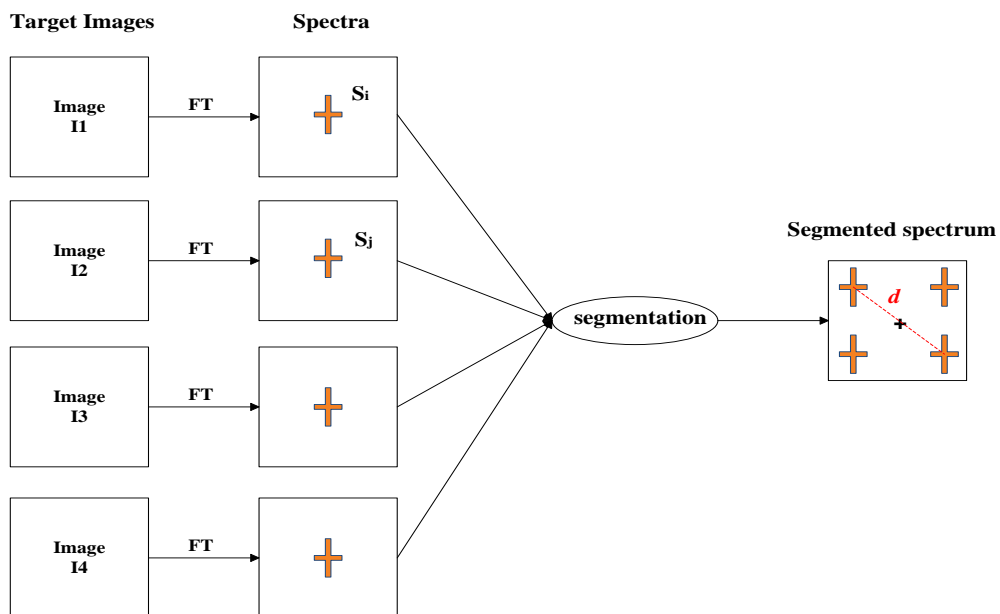 Target Images
Spectra
Image
I1
FT
Si
Image
I2
FT
Sj
Segmented spectrum
d
segmentation
Image
I3
FT
Image
I4
FT